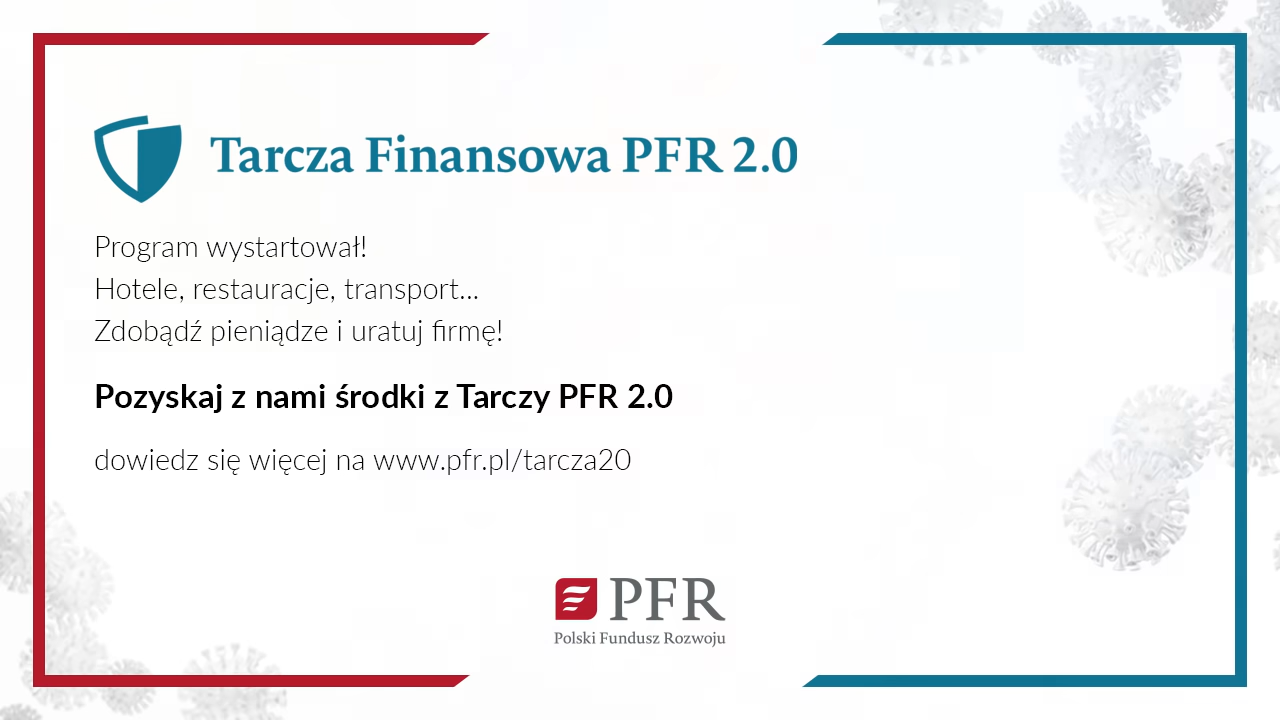 Tarcza Finansowa PFR 2.0
Program wystartował!
Hotele, restauracje, transport...
Zdobądź pieniądze i uratuj firmę!
Pozyskaj z nami środki z Tarczy PFR 2.0
dowiedz się więcej na www.pfr.pl/tarcza20
PFR
Polski Fundusz Rozwoju